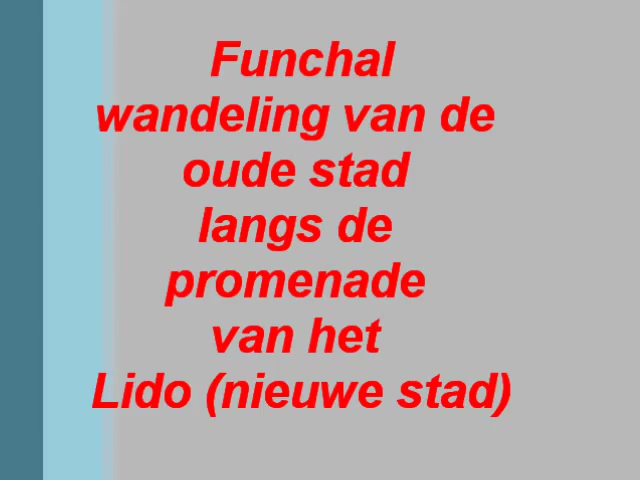 Funchal
wandeling van de
oude stad
langs de
promenade
van het
Lido (nieuwe stad)